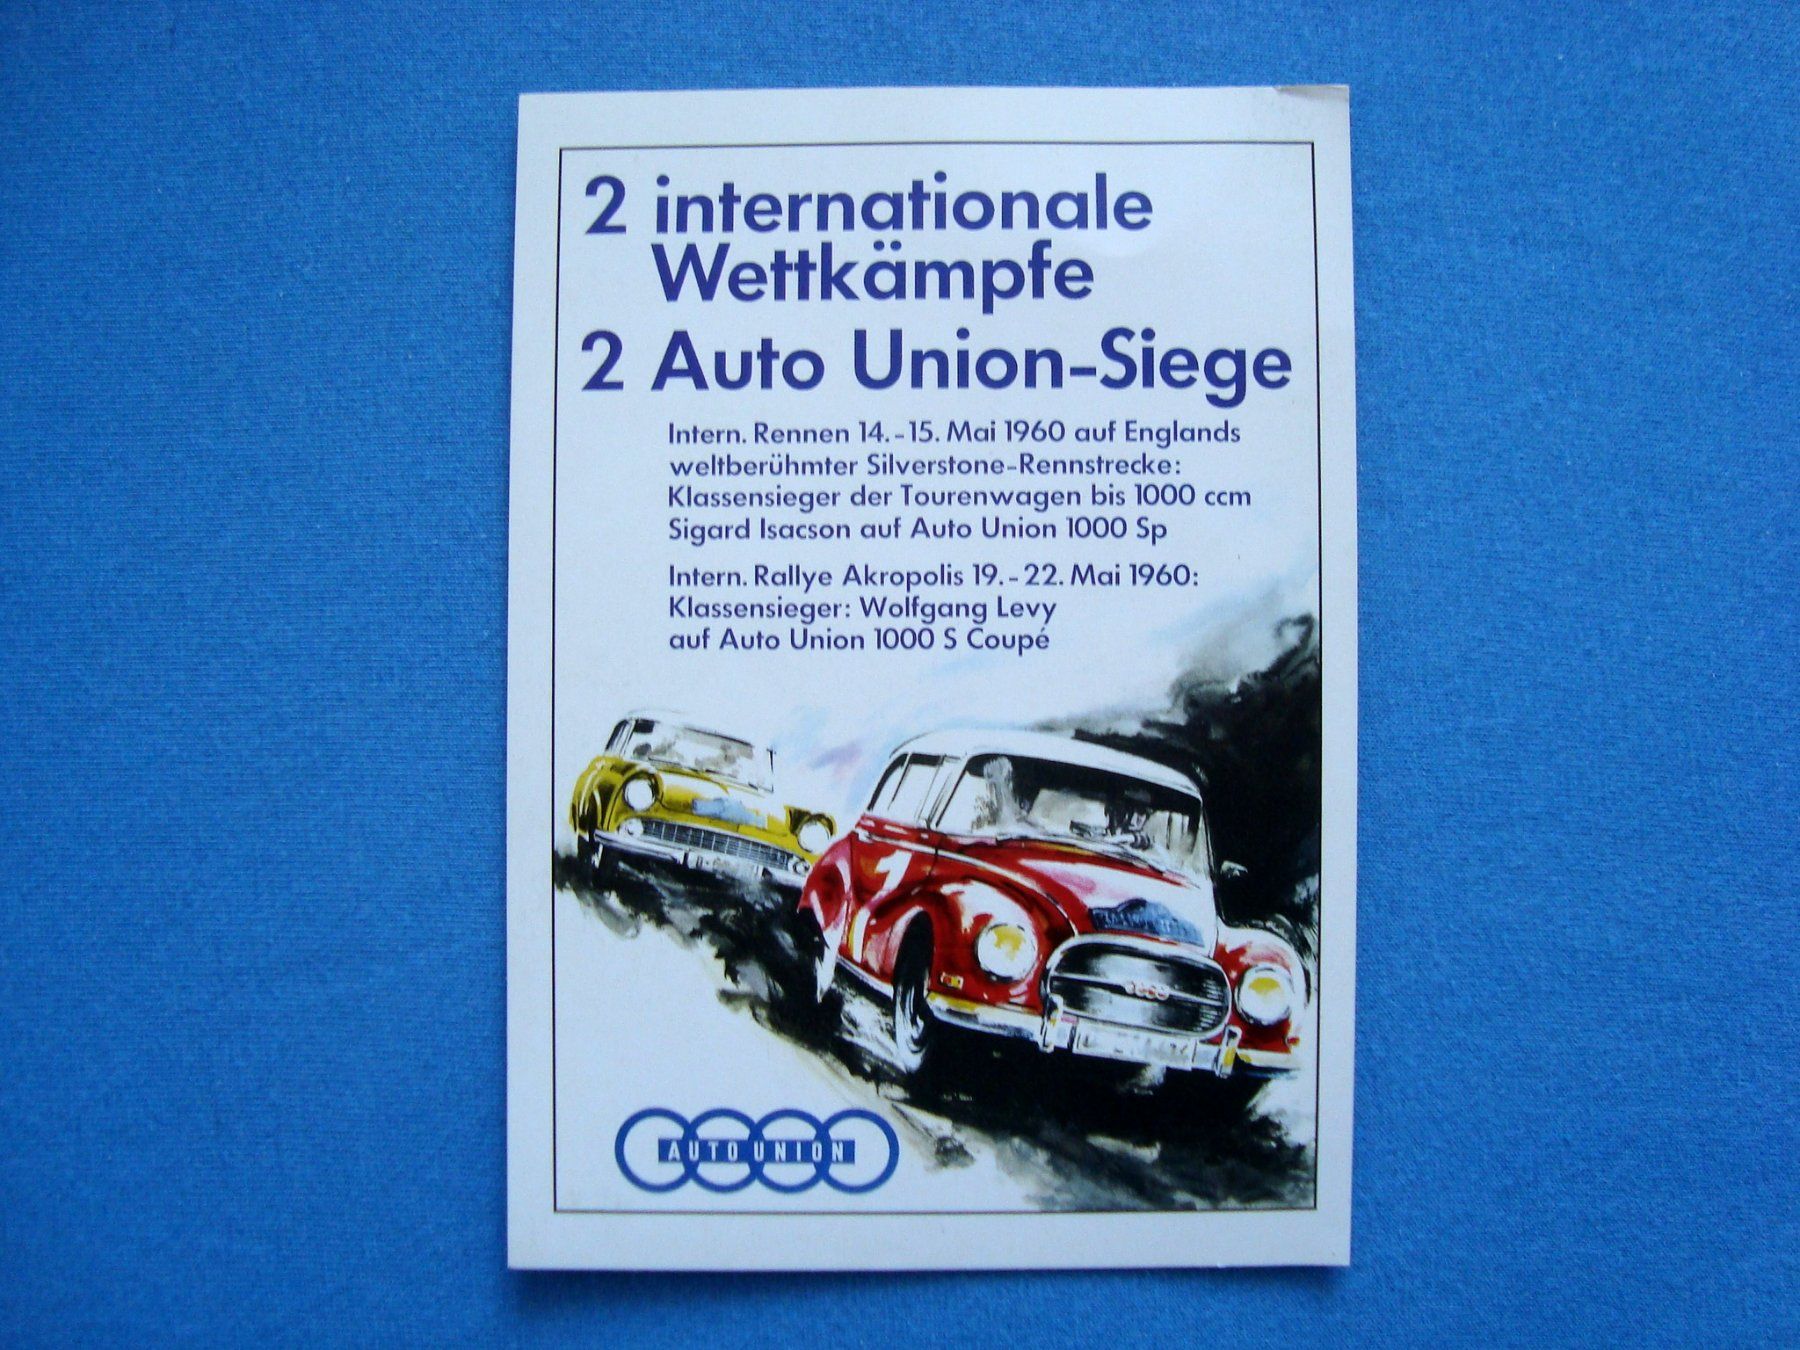 2 internationale
Wettkämpfe
2 Auto Union-Siege
Intern. Rennen 14.-15. Mai 1960 auf Englands
weltberühmter Silverstone-Rennstrecke:
Klassensieger der Tourenwagen bis 1000 ccm
Sigard Isacson auf Auto Union 1000 Sp
Intern. Rallye Akropolis 19.-22. Mai 1960:
Klassensieger: Wolfgang Levy
auf Auto Union 1000 S Coupé
1
AUTO UNION